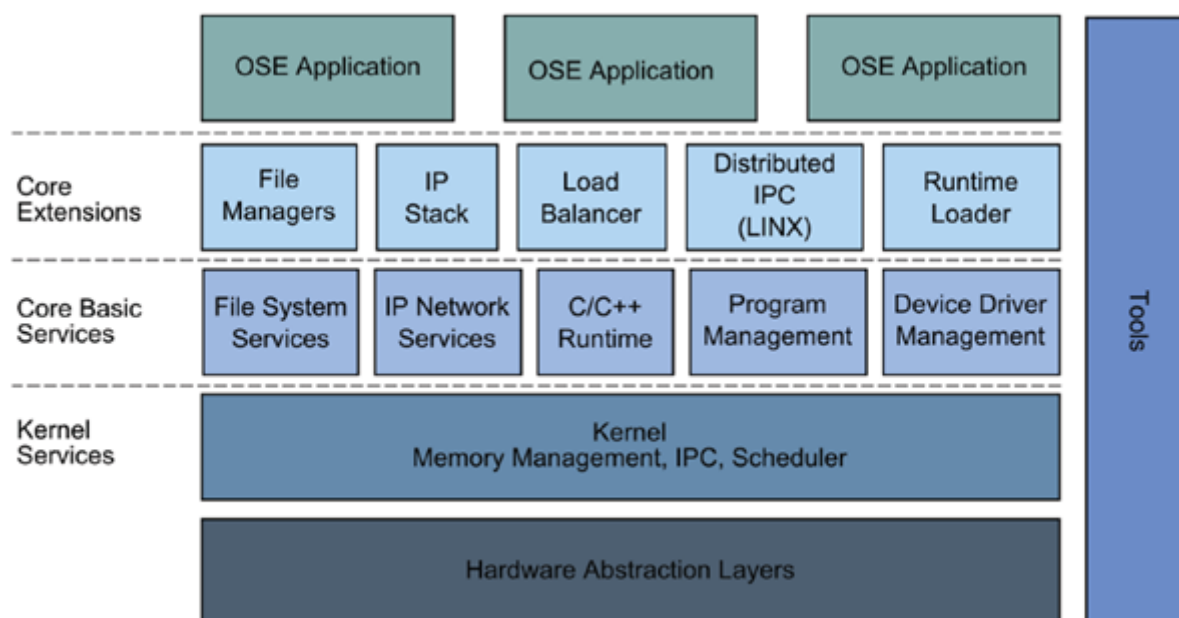 OSE Application
OSE Application
OSE Application
Core
Extensions
File
Managers
IP
Stack
Load
Balancer
Distributed
IPC
(LINX)
Runtime
Loader
Core Basic
Services
File System
Services
IP Network
Services
C/C++
Runtime
Program
Management
Device Driver
Management
Kernel
Services
Kernel
Memory Management, IPC, Scheduler
Hardware Abstraction Layers
Tools